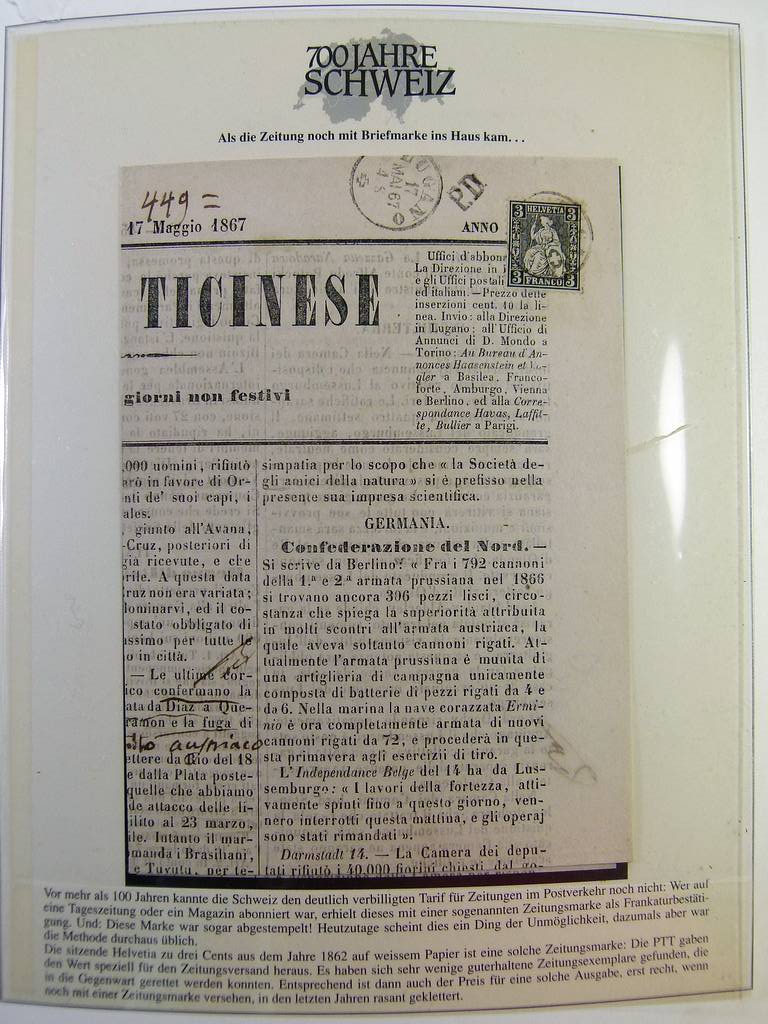 700 JAHRE
SCHWEIZ
Als die Zeitung noch mit Briefmarke ins Haus kam. . .
449 =
17 MAI 67
P.D.
17 Maggio 1867
ANNO
3 HELVETIA 3
3 FRANCO 3
TICINESE
giorni non festivi
Uffici d'abbon
La Direzione in
e gli Uffici postali
ed italiani. — Prezzo delle
inserzioni cent. 10 la li-
nea. Invio: alla Direzione
in Lugano; all'Ufficio di
Annunci di D. Mondo a
Torino; Au Bureau d'An-
nonces Haasenstein et
gler a Basilea, Franco-
forte, Amburgo, Vienna
e Berlino, ed alla Corre-
spondance Havas, Laffit-
te, Bullier a Parigi.
,000 uomini, rifiutò
arò in favore di Or-
nti de' suoi capi, i
ales.
, giunto all'Avana,
-Cruz, posteriori di
già ricevute, e che
rile. A questa data
ruz non era variata;
lominarvi, ed il co-
stato obbligato di
issimo per tutte le
o in città.
— Le ultime cor-
ico confermano la
ata da Diaz a Que-
ramon e la fuga di
ettere da Rio del 18
e dalla Plata poste-
quelle che abbiamo
de attacco delle li-
ilito al 23 marzo,
ile. Intanto il mar-
manda i Brasiliani,
e Tuyutu, per te-
simpatia per lo scopo che « la Società de-
gli amici della natura » si è prefisso nella
presente sua impresa scientifica.
GERMANIA.
Confederazione del Nord. —
Si scrive da Berlino: « Fra i 792 cannoni
della 1.ª e 2.ª armata prussiana nel 1866
si trovano ancora 306 pezzi lisci, circo-
stanza che spiega la superiorità attribuita
in molti scontri all'armata austriaca, la
quale aveva soltanto cannoni rigati. At-
tualmente l'armata prussiana è munita di
una artiglieria di campagna unicamente
composta di batterie di pezzi rigati da 4 e
da 6. Nella marina la nave corazzata Ermi-
nio è ora completamente armata di nuovi
cannoni rigati da 72, e procederà in que-
sta primavera agli esercizii di tiro.
L'Independance Belge del 14 ha da Lus-
semburgo: « I lavori della fortezza, atti-
vamente spinti fino a questo giorno, ven-
nero interrotti questa mattina, e gli operaj
sono stati rimandati ».
Darmstadt 14. — La Camera dei depu-
tati rifiutò i 40,000 fiorini chiesti dal go-
Vor mehr als 100 Jahren kannte die Schweiz den deutlich verbilligten Tarif für Zeitungen im Postverkehr noch nicht: Wer auf
eine Tageszeitung oder ein Magazin abonniert war, erhielt dieses mit einer sogenannten Zeitungsmarke als Frankaturbestäti-
gung. Und: Diese Marke war sogar abgestempelt! Heutzutage scheint dies ein Ding der Unmöglichkeit, dazumals aber war
die Methode durchaus üblich.
Die sitzende Helvetia zu drei Cents aus dem Jahre 1862 auf weissem Papier ist eine solche Zeitungsmarke: Die PTT gaben
den Wert speziell für den Zeitungsversand heraus. Es haben sich sehr wenige guterhaltene Zeitungsexemplare gefunden, die
in die Gegenwart gerettet werden konnten. Entsprechend ist dann auch der Preis für eine solche Ausgabe, erst recht, wenn
noch mit einer Zeitungsmarke versehen, in den letzten Jahren rasant geklettert.